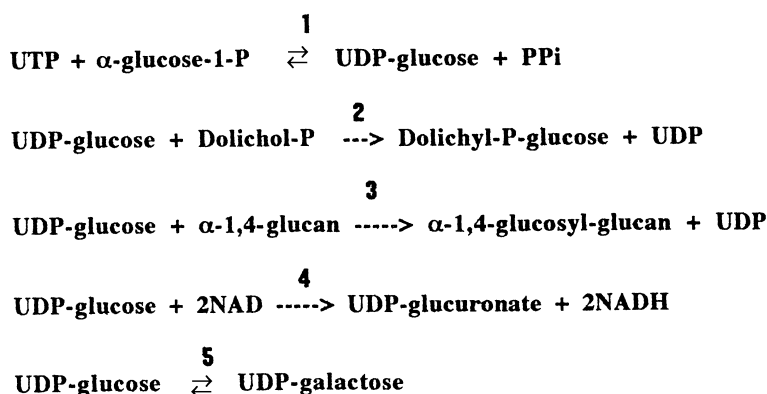 1
UTP + α-glucose-1-P ⇄ UDP-glucose + PPi
2
UDP-glucose + Dolichol-P ---> Dolichyl-P-glucose + UDP
3
UDP-glucose + α-1,4-glucan -----> α-1,4-glucosyl-glucan + UDP
4
UDP-glucose + 2NAD -----> UDP-glucuronate + 2NADH
5
UDP-glucose ⇄ UDP-galactose